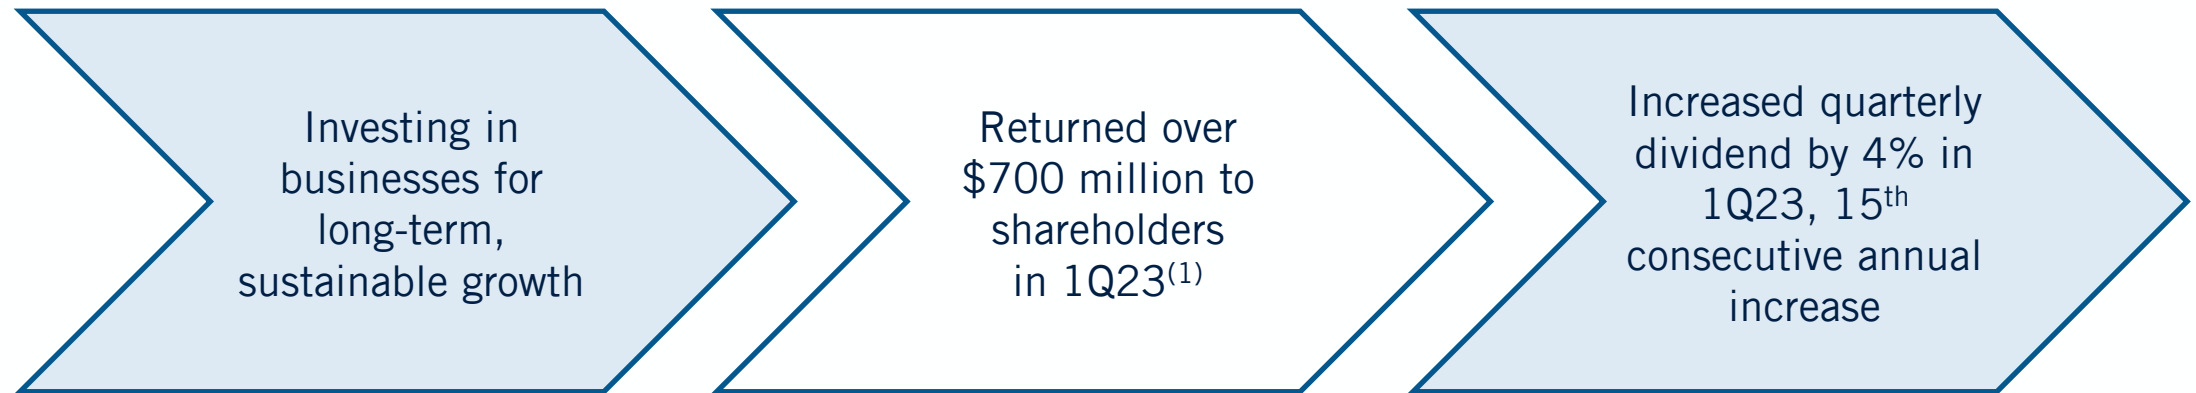 Investing in
businesses for
long-term,
sustainable growth
Returned over
$700 million to
shareholders
in 1Q23(1)
Increased quarterly
dividend by 4% in
1Q23, 15th
consecutive annual
increase